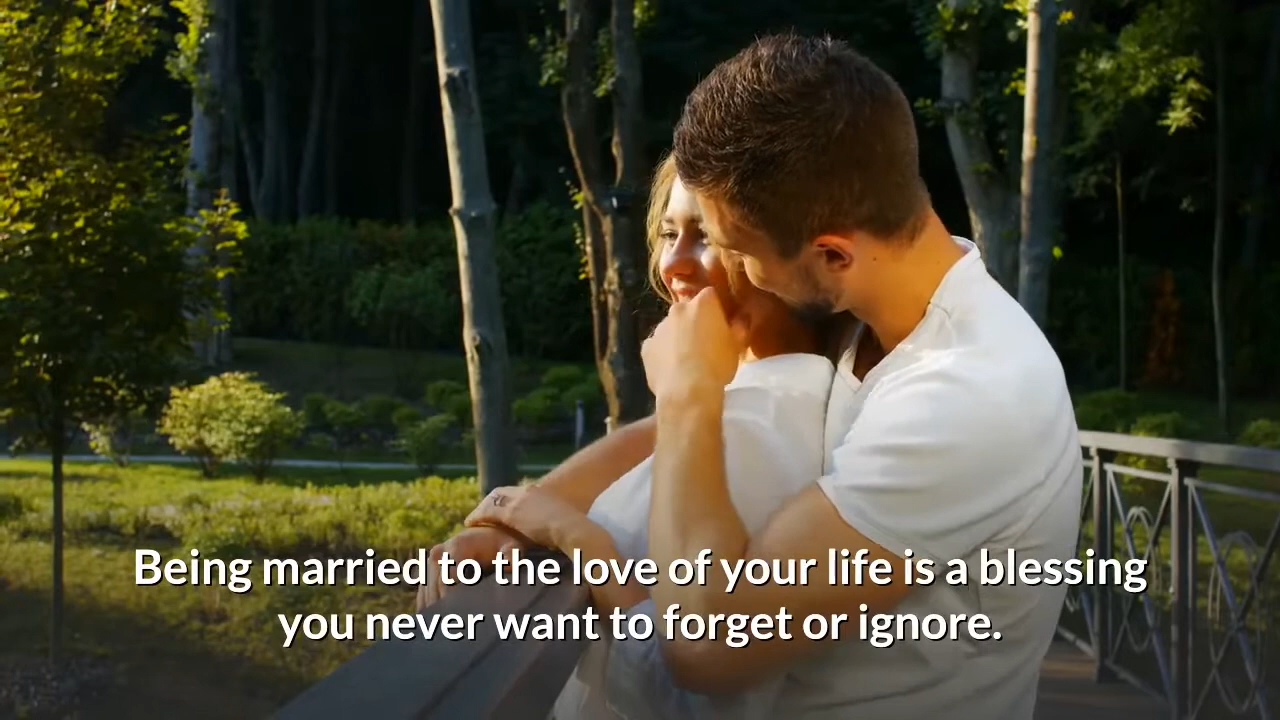 Being married to the love of your life is a blessing
you never want to forget or ignore.